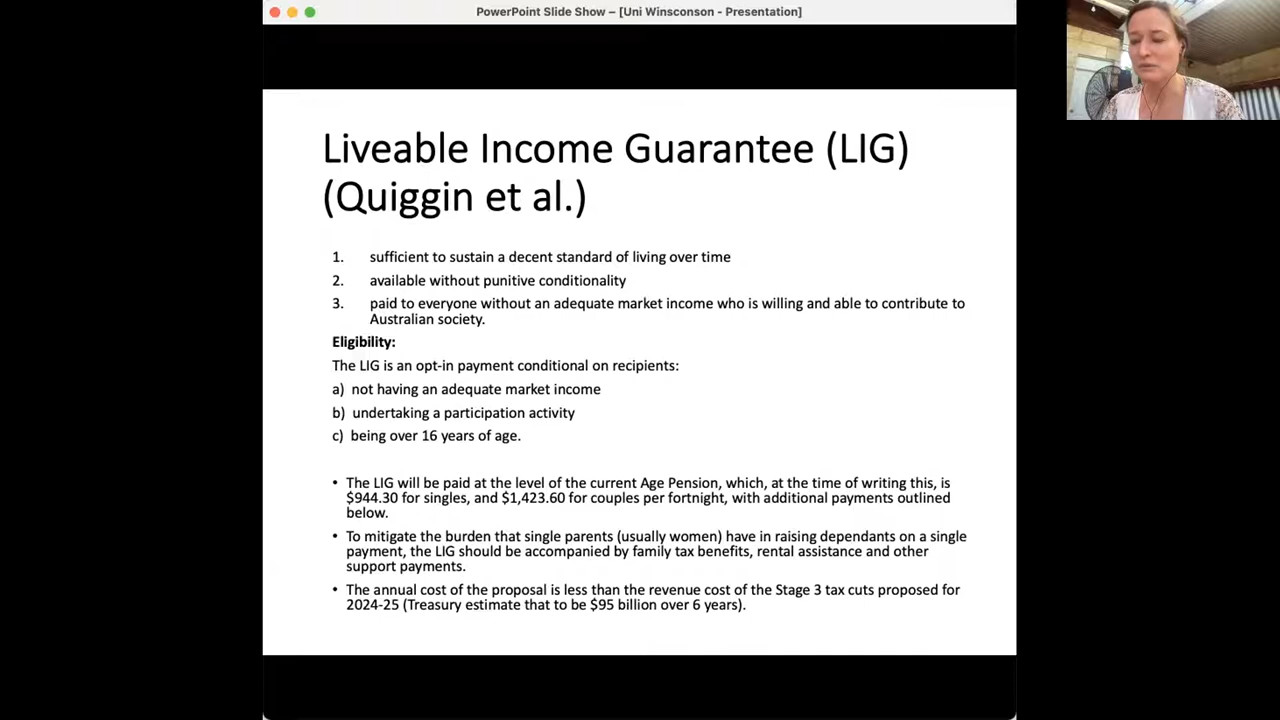 PowerPoint Slide Show – [Uni Winsconson - Presentation]
Liveable Income Guarantee (LIG)
(Quiggin et al.)
1. sufficient to sustain a decent standard of living over time
2. available without punitive conditionality
3. paid to everyone without an adequate market income who is willing and able to contribute to
Australian society.
Eligibility:
The LIG is an opt-in payment conditional on recipients:
a) not having an adequate market income
b) undertaking a participation activity
c) being over 16 years of age.
• The LIG will be paid at the level of the current Age Pension, which, at the time of writing this, is
$944.30 for singles, and $1,423.60 for couples per fortnight, with additional payments outlined
below.
• To mitigate the burden that single parents (usually women) have in raising dependants on a single
payment, the LIG should be accompanied by family tax benefits, rental assistance and other
support payments.
• The annual cost of the proposal is less than the revenue cost of the Stage 3 tax cuts proposed for
2024-25 (Treasury estimate that to be $95 billion over 6 years).